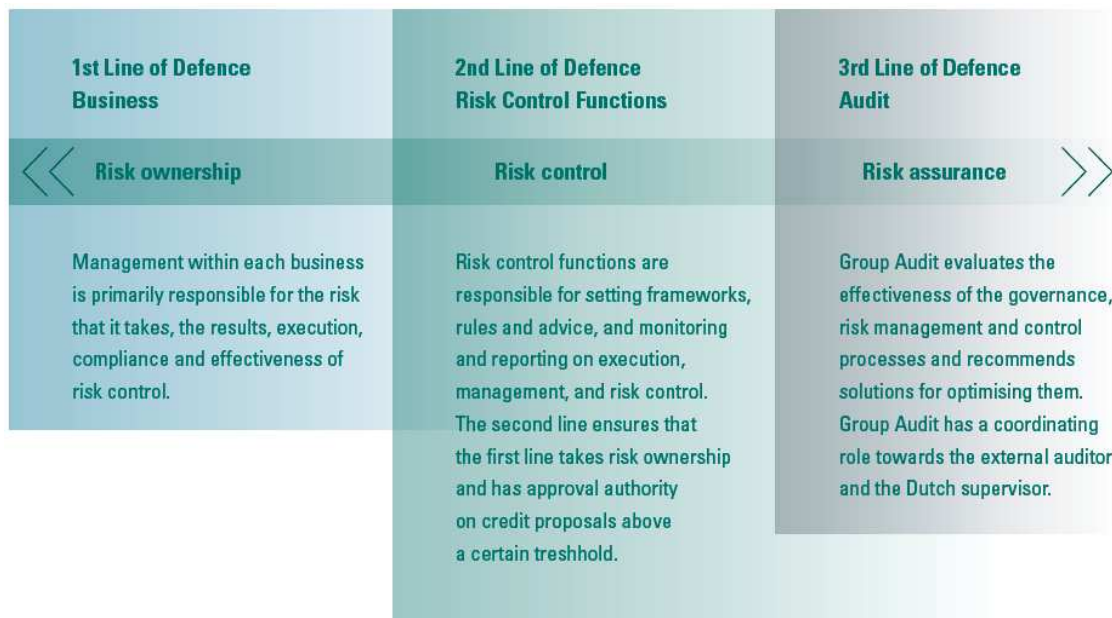 1st Line of Defence
Business
Risk ownership
Management within each business
is primarily responsible for the risk
that it takes, the results, execution,
compliance and effectiveness of
risk control.
2nd Line of Defence
Risk Control Functions
Risk control
Risk control functions are
responsible for setting frameworks,
rules and advice, and monitoring
and reporting on execution,
management, and risk control.
The second line ensures that
the first line takes risk ownership
and has approval authority
on credit proposals above
a certain treshhold.
3rd Line of Defence
Audit
Risk assurance
Group Audit evaluates the
effectiveness of the governance,
risk management and control
processes and recommends
solutions for optimising them.
Group Audit has a coordinating
role towards the external auditor
and the Dutch supervisor.